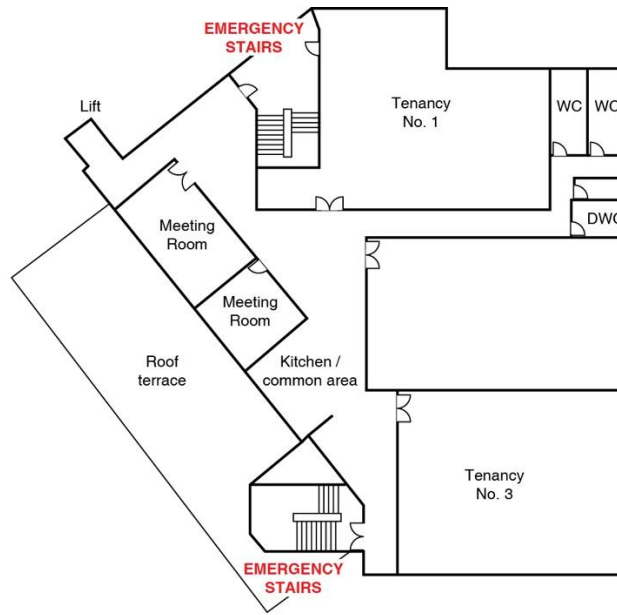 EMERGENCY
STAIRS
Lift
Tenancy
No. 1
WC
WC
DWC
Meeting
Room
Meeting
Room
Roof
terrace
Kitchen /
common area
Tenancy
No. 3
EMERGENCY
STAIRS